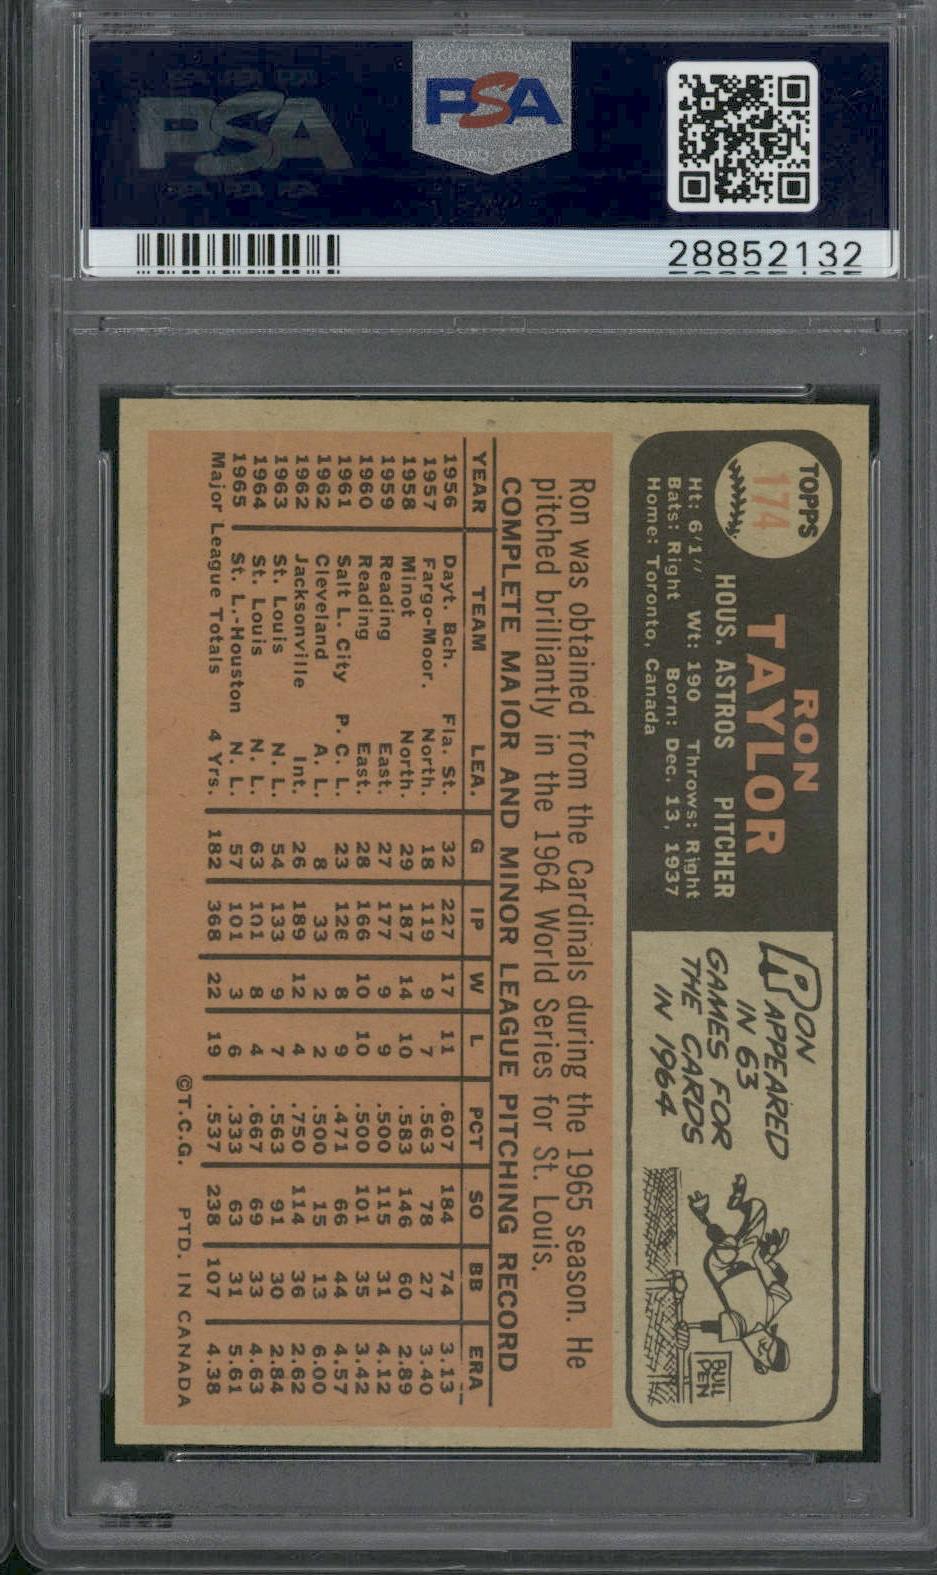 PSA
PSA
28852132
TOPPS
174
RON
TAYLOR
HOUS. ASTROS PITCHER
Ht: 6'1" Wt: 190 Throws: Right
Bats: Right Born: Dec. 13, 1937
Home: Toronto, Canada
RON
APPEARED
IN 63
GAMES FOR
THE CARDS
IN 1964
BULL
PEN
Ron was obtained from the Cardinals during the 1965 season. He
pitched brilliantly in the 1964 World Series for St. Louis.
COMPLETE MAJOR AND MINOR LEAGUE PITCHING RECORD
YEAR TEAM LEA. G IP W L PCT SO BB ERA
1956 Dayt. Bch. Fla. St. 32 227 17 11 .607 184 74 3.13
1957 Fargo-Moor. North. 18 119 9 7 .563 78 27 3.40
1958 Minot North. 29 187 14 10 .583 146 60 2.89
1959 Reading East. 27 177 9 9 .500 115 31 4.12
1960 Reading East. 28 166 10 10 .500 101 35 3.42
1961 Salt L. City P. C. L. 23 126 8 9 .471 66 44 4.57
1962 Cleveland A. L. 8 33 2 2 .500 15 13 6.00
1962 Jacksonville Int. 26 189 12 4 .750 114 36 2.62
1963 St. Louis N. L. 54 133 9 7 .563 91 30 2.84
1964 St. Louis N. L. 63 101 8 4 .667 69 33 4.63
1965 St. L.-Houston N. L. 57 101 3 6 .333 63 31 5.61
Major League Totals 4 Yrs. 182 368 22 19 .537 238 107 4.38
©T.C.G. PTD. IN CANADA